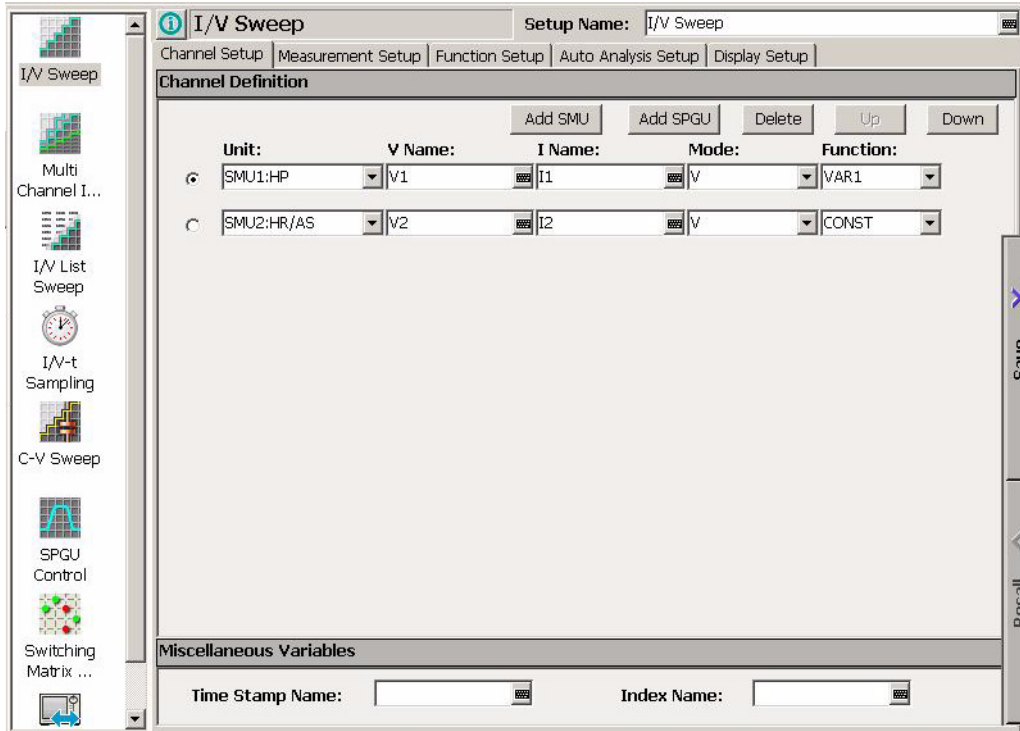 I/V Sweep
Setup Name: I/V Sweep
Channel Setup Measurement Setup Function Setup Auto Analysis Setup Display Setup
Channel Definition
Add SMU Add SPGU Delete Up Down
Unit: V Name: I Name: Mode: Function:
SMU1:HP V1 I1 V VAR1
SMU2:HR/AS V2 I2 V CONST
Miscellaneous Variables
Time Stamp Name: Index Name:
I/V Sweep
Multi
Channel I...
I/V List
Sweep
I/V-t
Sampling
C-V Sweep
SPGU
Control
Switching
Matrix ...
Save
Recall